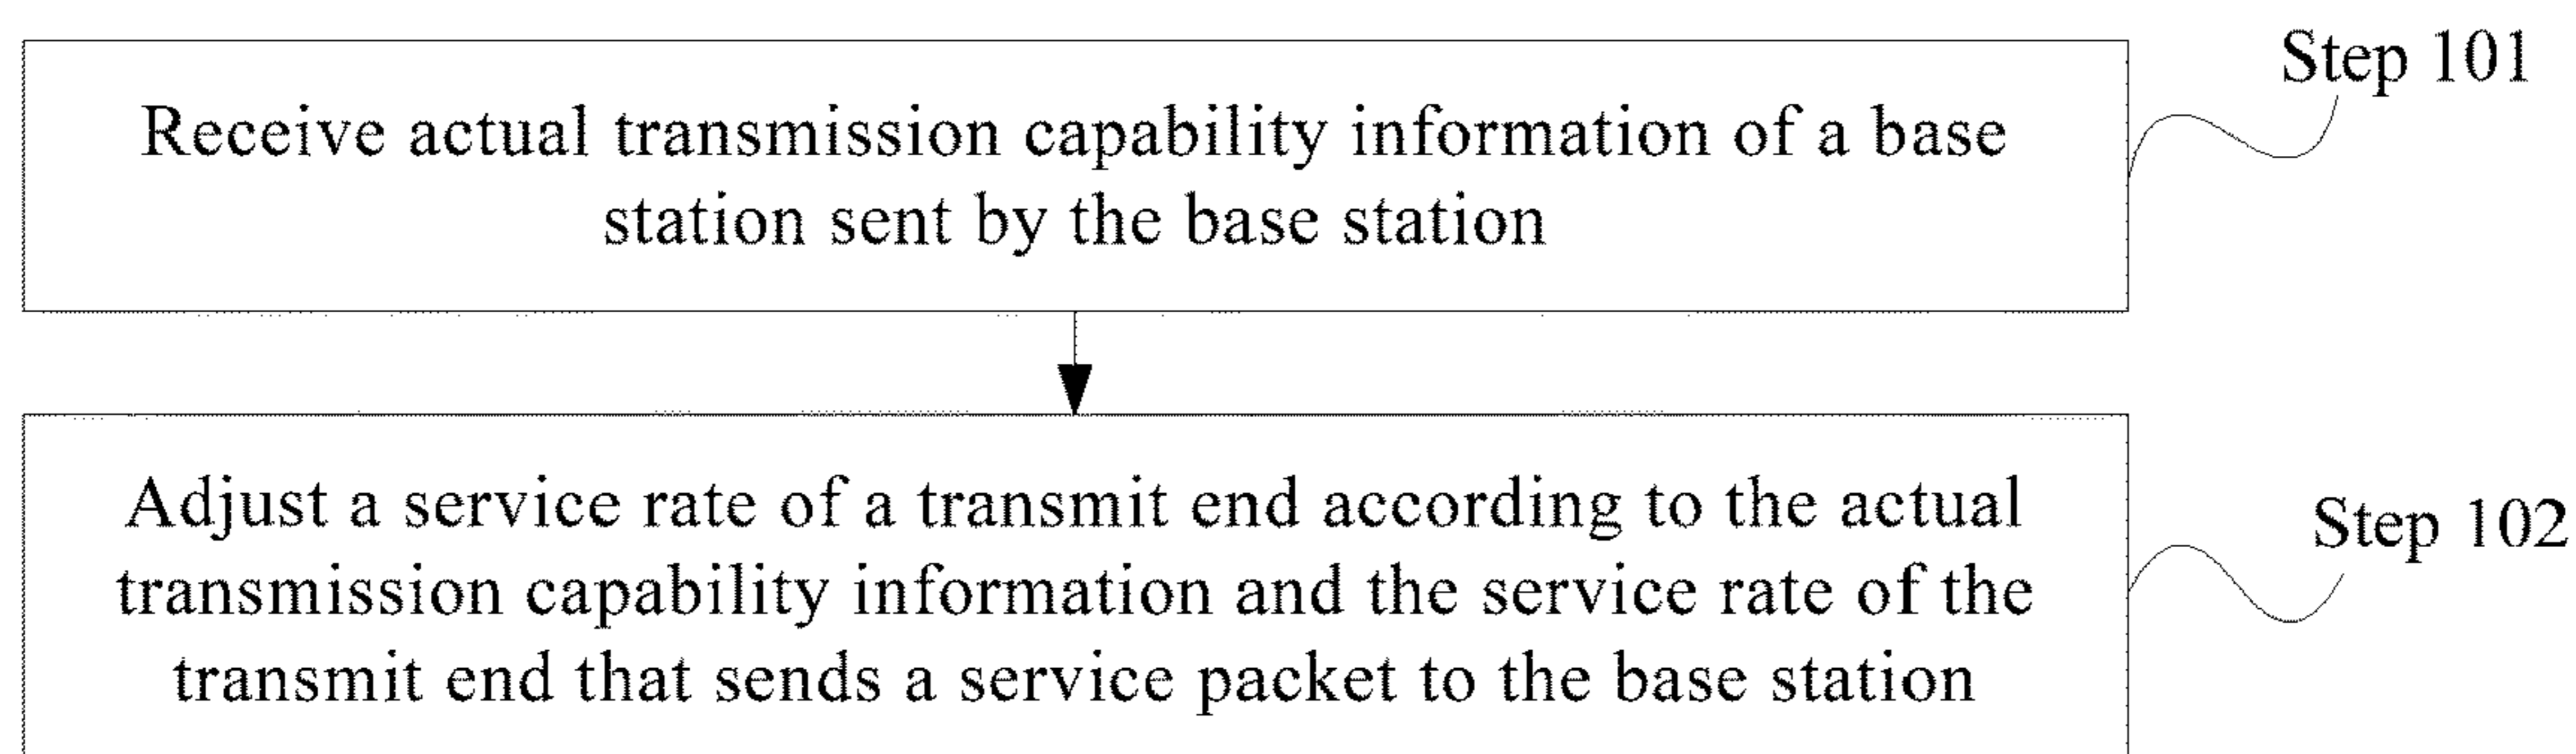 Step 101
Receive actual transmission capability information of a base
station sent by the base station
Adjust a service rate of a transmit end according to the actual
transmission capability information and the service rate of the
transmit end that sends a service packet to the base station
Step 102